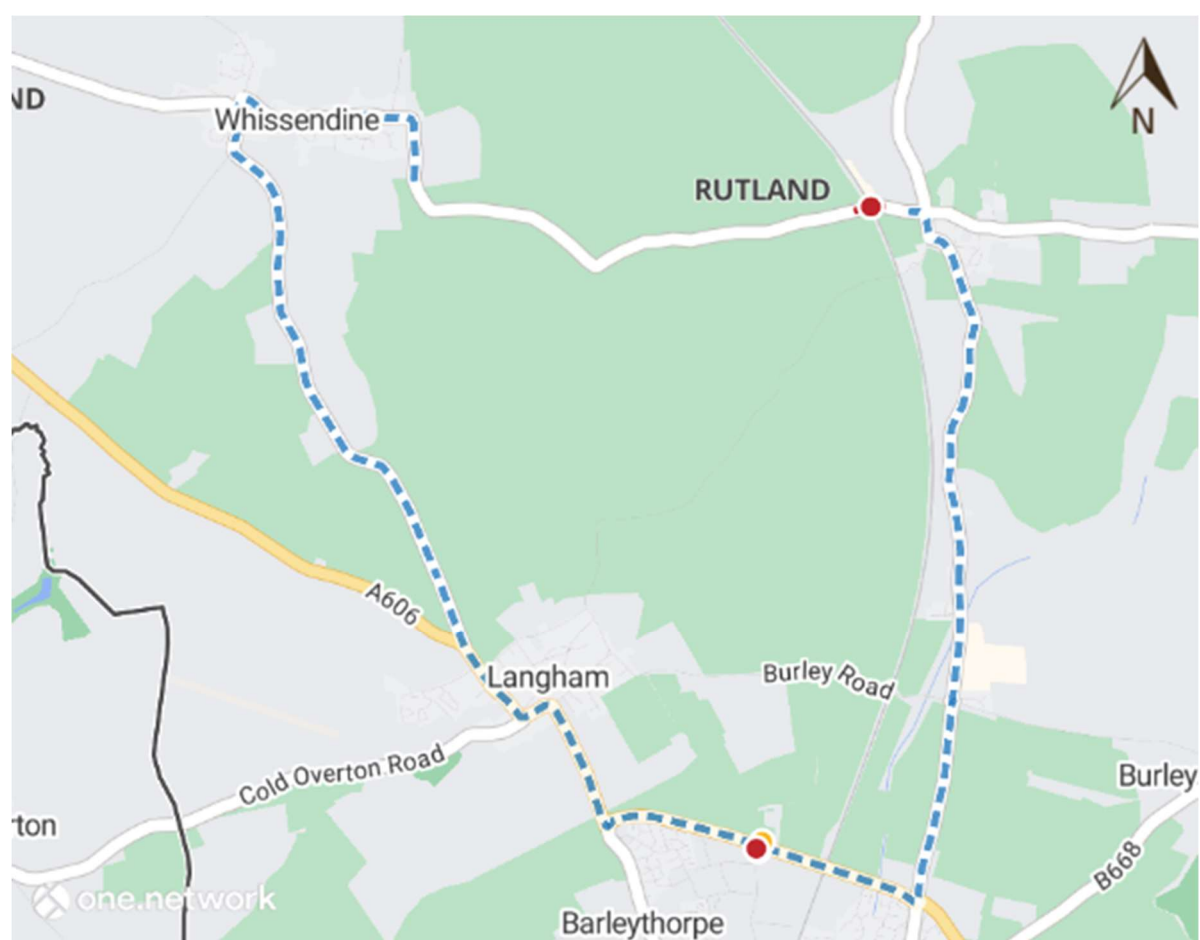 ND
Whissendine
RUTLAND
N
A606
Langham
Burley Road
Cold Overton Road
Burley
rton
B668
one.network
Barleythorpe